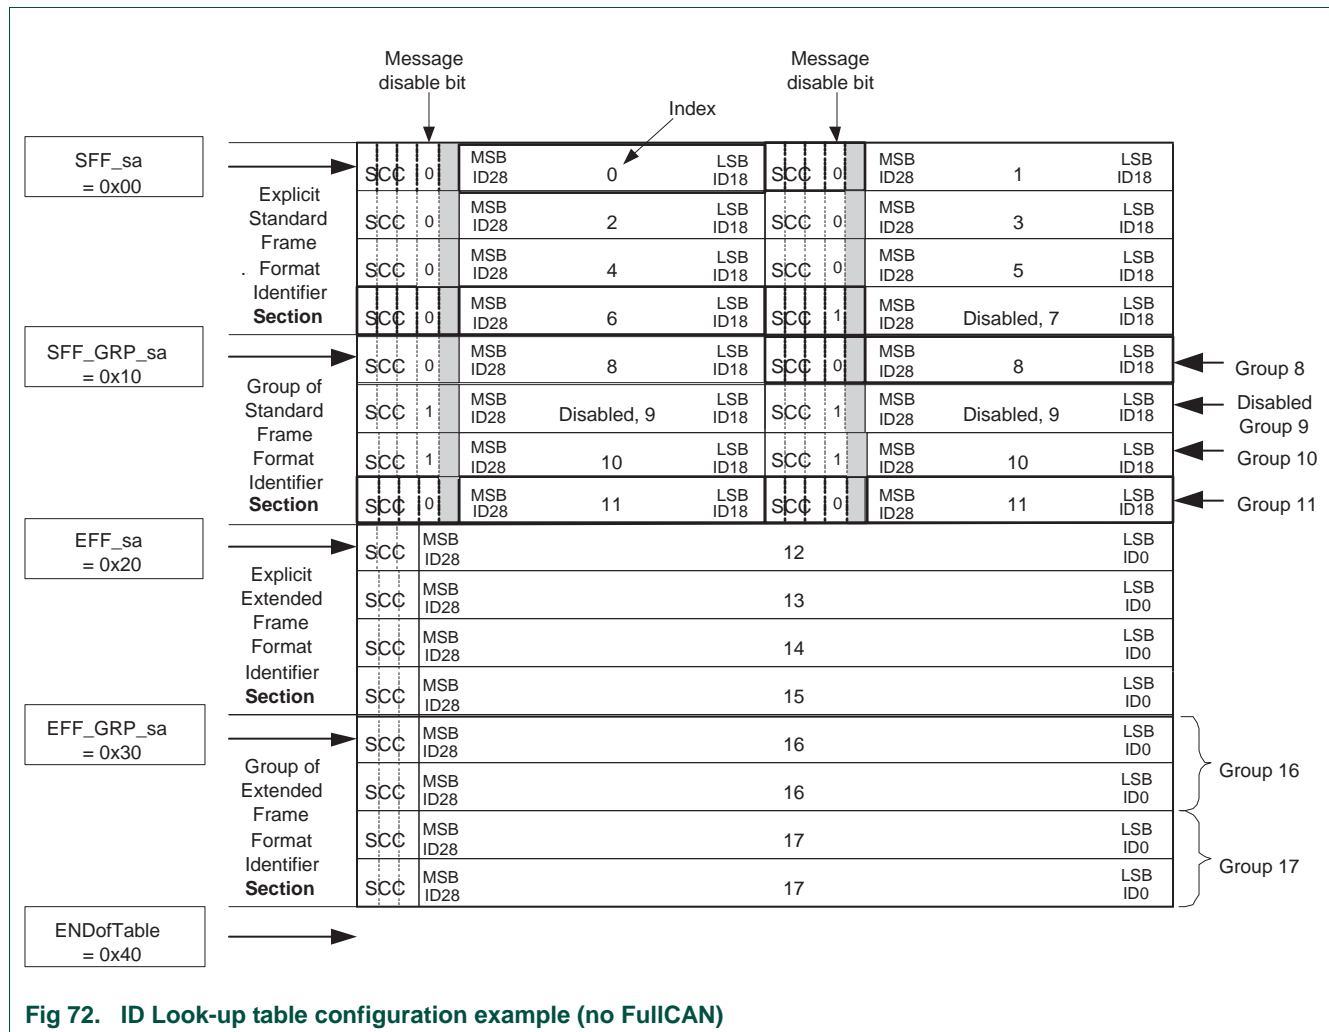 Message
disable bit
Message
disable bit
Index
SFF_sa
= 0x00
Explicit
Standard
Frame
. Format
Identifier
Section
SCC 0 MSB ID28 0 LSB ID18 SCC 0 MSB ID28 1 LSB ID18
SCC 0 MSB ID28 2 LSB ID18 SCC 0 MSB ID28 3 LSB ID18
SCC 0 MSB ID28 4 LSB ID18 SCC 0 MSB ID28 5 LSB ID18
SCC 0 MSB ID28 6 LSB ID18 SCC 1 MSB ID28 Disabled, 7 LSB ID18
SFF_GRP_sa
= 0x10
Group of
Standard
Frame
Format
Identifier
Section
SCC 0 MSB ID28 8 LSB ID18 SCC 0 MSB ID28 8 LSB ID18
Group 8
SCC 1 MSB ID28 Disabled, 9 LSB ID18 SCC 1 MSB ID28 Disabled, 9 LSB ID18
Disabled
Group 9
SCC 1 MSB ID28 10 LSB ID18 SCC 1 MSB ID28 10 LSB ID18
Group 10
SCC 0 MSB ID28 11 LSB ID18 SCC 0 MSB ID28 11 LSB ID18
Group 11
EFF_sa
= 0x20
Explicit
Extended
Frame
Format
Identifier
Section
SCC MSB ID28 12 LSB ID0
SCC MSB ID28 13 LSB ID0
SCC MSB ID28 14 LSB ID0
SCC MSB ID28 15 LSB ID0
EFF_GRP_sa
= 0x30
Group of
Extended
Frame
Format
Identifier
Section
SCC MSB ID28 16 LSB ID0
SCC MSB ID28 16 LSB ID0
Group 16
SCC MSB ID28 17 LSB ID0
SCC MSB ID28 17 LSB ID0
Group 17
ENDofTable
= 0x40
Fig 72. ID Look-up table configuration example (no FullCAN)